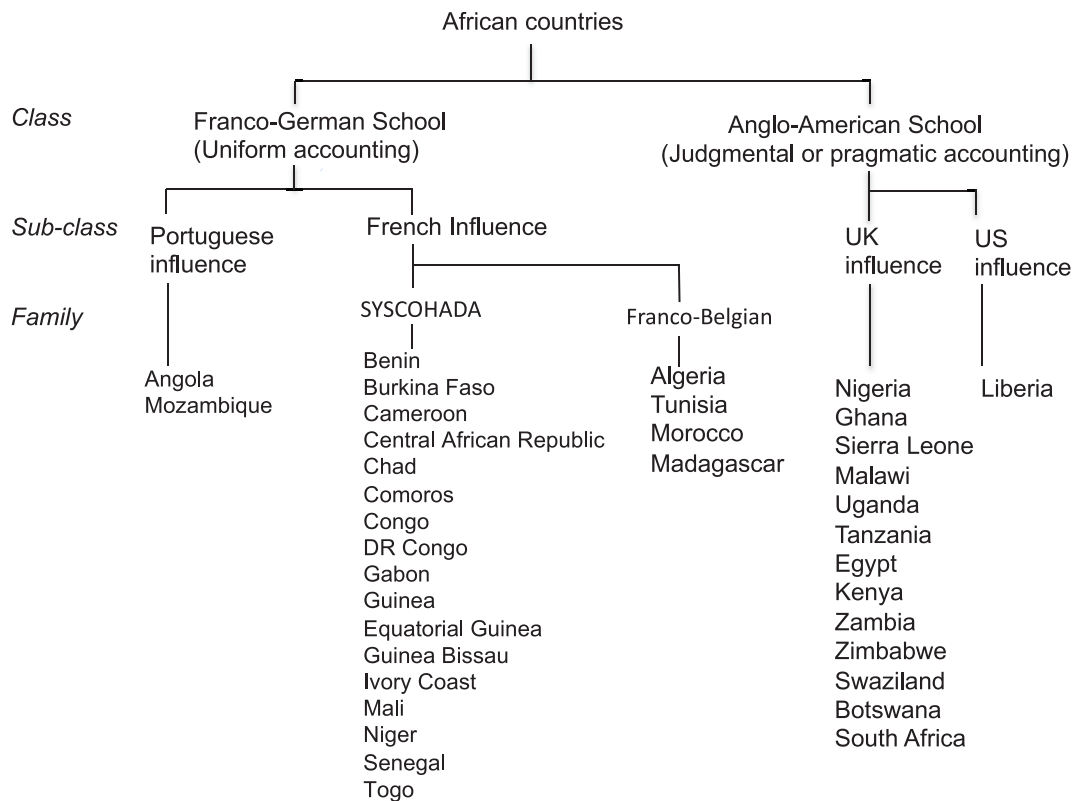 African countries
Class
Franco-German School
(Uniform accounting)
Anglo-American School
(Judgmental or pragmatic accounting)
Sub-class
Portuguese
influence
French Influence
UK
influence
US
influence
Family
SYSCOHADA
Franco-Belgian
Angola
Mozambique
Benin
Burkina Faso
Cameroon
Central African Republic
Chad
Comoros
Congo
DR Congo
Gabon
Guinea
Equatorial Guinea
Guinea Bissau
Ivory Coast
Mali
Niger
Senegal
Togo
Algeria
Tunisia
Morocco
Madagascar
Nigeria
Ghana
Sierra Leone
Malawi
Uganda
Tanzania
Egypt
Kenya
Zambia
Zimbabwe
Swaziland
Botswana
South Africa
Liberia